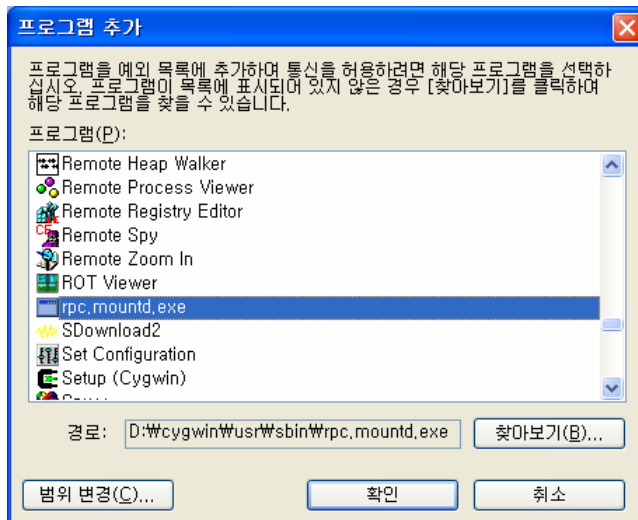 프로그램 추가
프로그램을 예외 목록에 추가하여 통신을 허용하려면 해당 프로그램을 선택하
십시오. 프로그램이 목록에 표시되어 있지 않은 경우 [찾아보기]를 클릭하여
해당 프로그램을 찾을 수 있습니다.
프로그램(P):
Remote Heap Walker
Remote Process Viewer
Remote Registry Editor
Remote Spy
Remote Zoom In
ROT Viewer
rpc.mountd.exe
SDownload2
Set Configuration
Setup (Cygwin)
경로: D:₩cygwin₩usr₩sbin₩rpc.mountd.exe 찾아보기(B)...
범위 변경(C)... 확인 취소